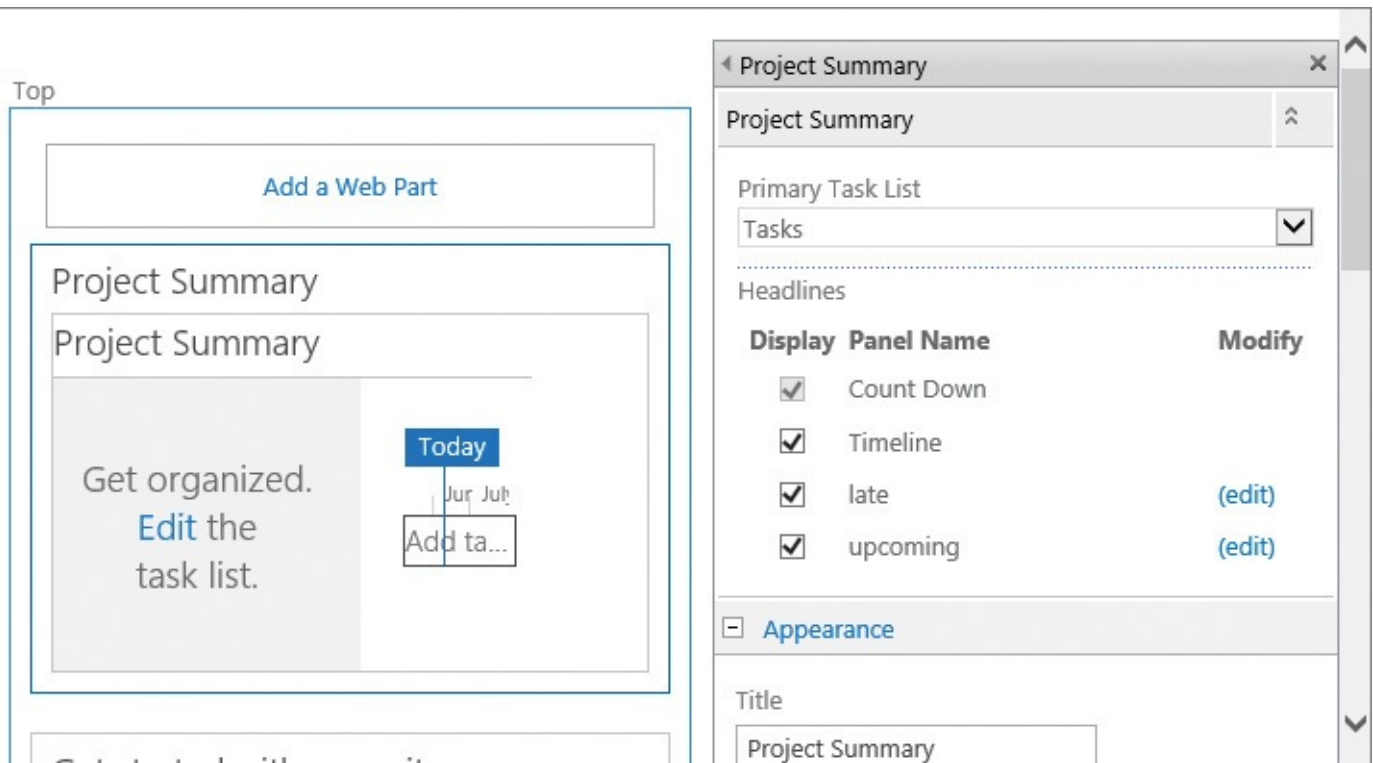 Top
Add a Web Part
Project Summary
Project Summary
Get organized.
Edit the
task list.
Today
Jur July
Add ta...
Project Summary
Project Summary
Primary Task List
Tasks
Headlines
Display Panel Name Modify
Count Down
Timeline
late (edit)
upcoming (edit)
Appearance
Title
Project Summary